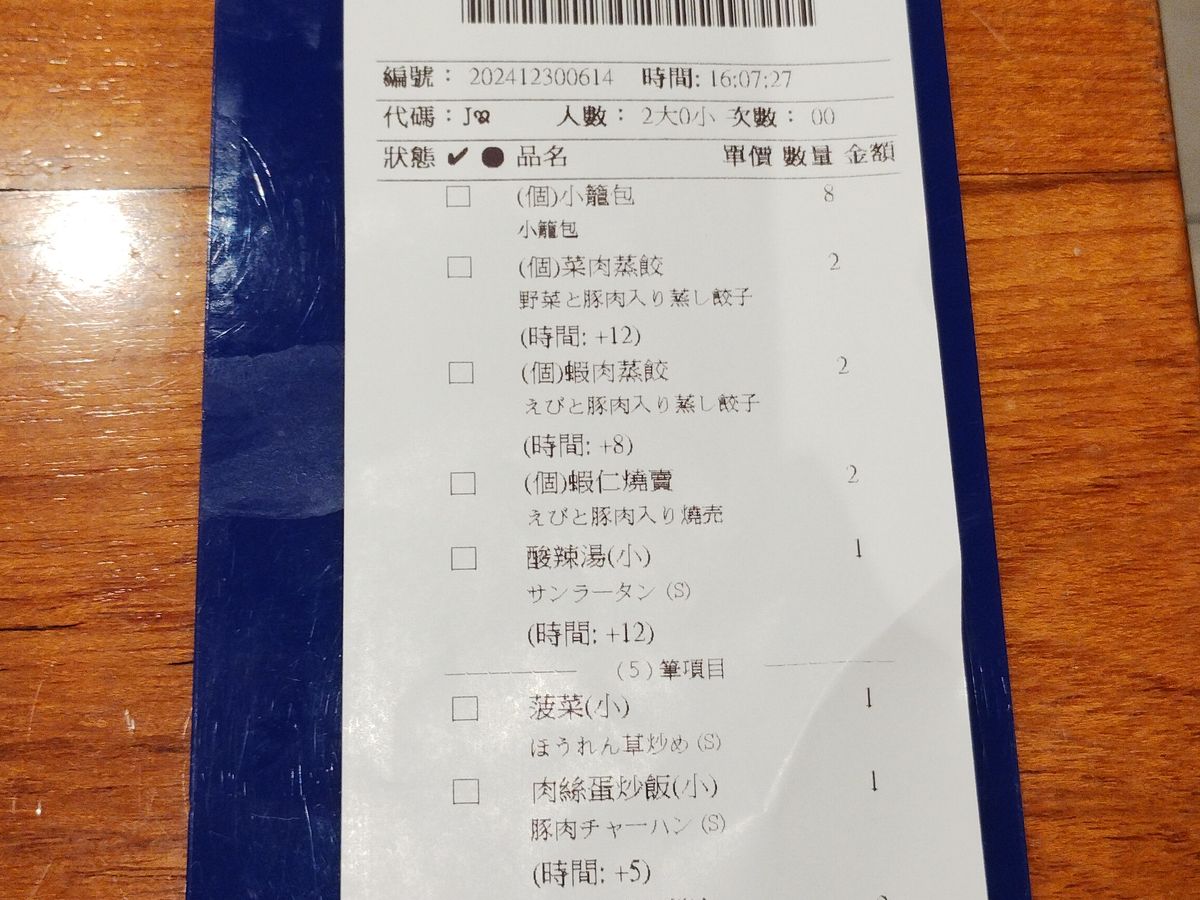 編號： 202412300614 時間: 16:07:27
代碼：J 人數： 2大0小 次數： 00
狀態 ✔ ● 品名 單價 數量 金額
□ (個)小籠包 8
小籠包
□ (個)菜肉蒸餃 2
野菜と豚肉入り蒸し餃子
(時間: +12)
□ (個)蝦肉蒸餃 2
えびと豚肉入り蒸し餃子
(時間: +8)
□ (個)蝦仁燒賣 2
えびと豚肉入り燒売
□ 酸辣湯(小) 1
サンラータン (S)
(時間: +12)
（5）筆項目
□ 菠菜(小) 1
ほうれん草炒め (S)
□ 肉絲蛋炒飯(小) 1
豚肉チャーハン (S)
(時間: +5)